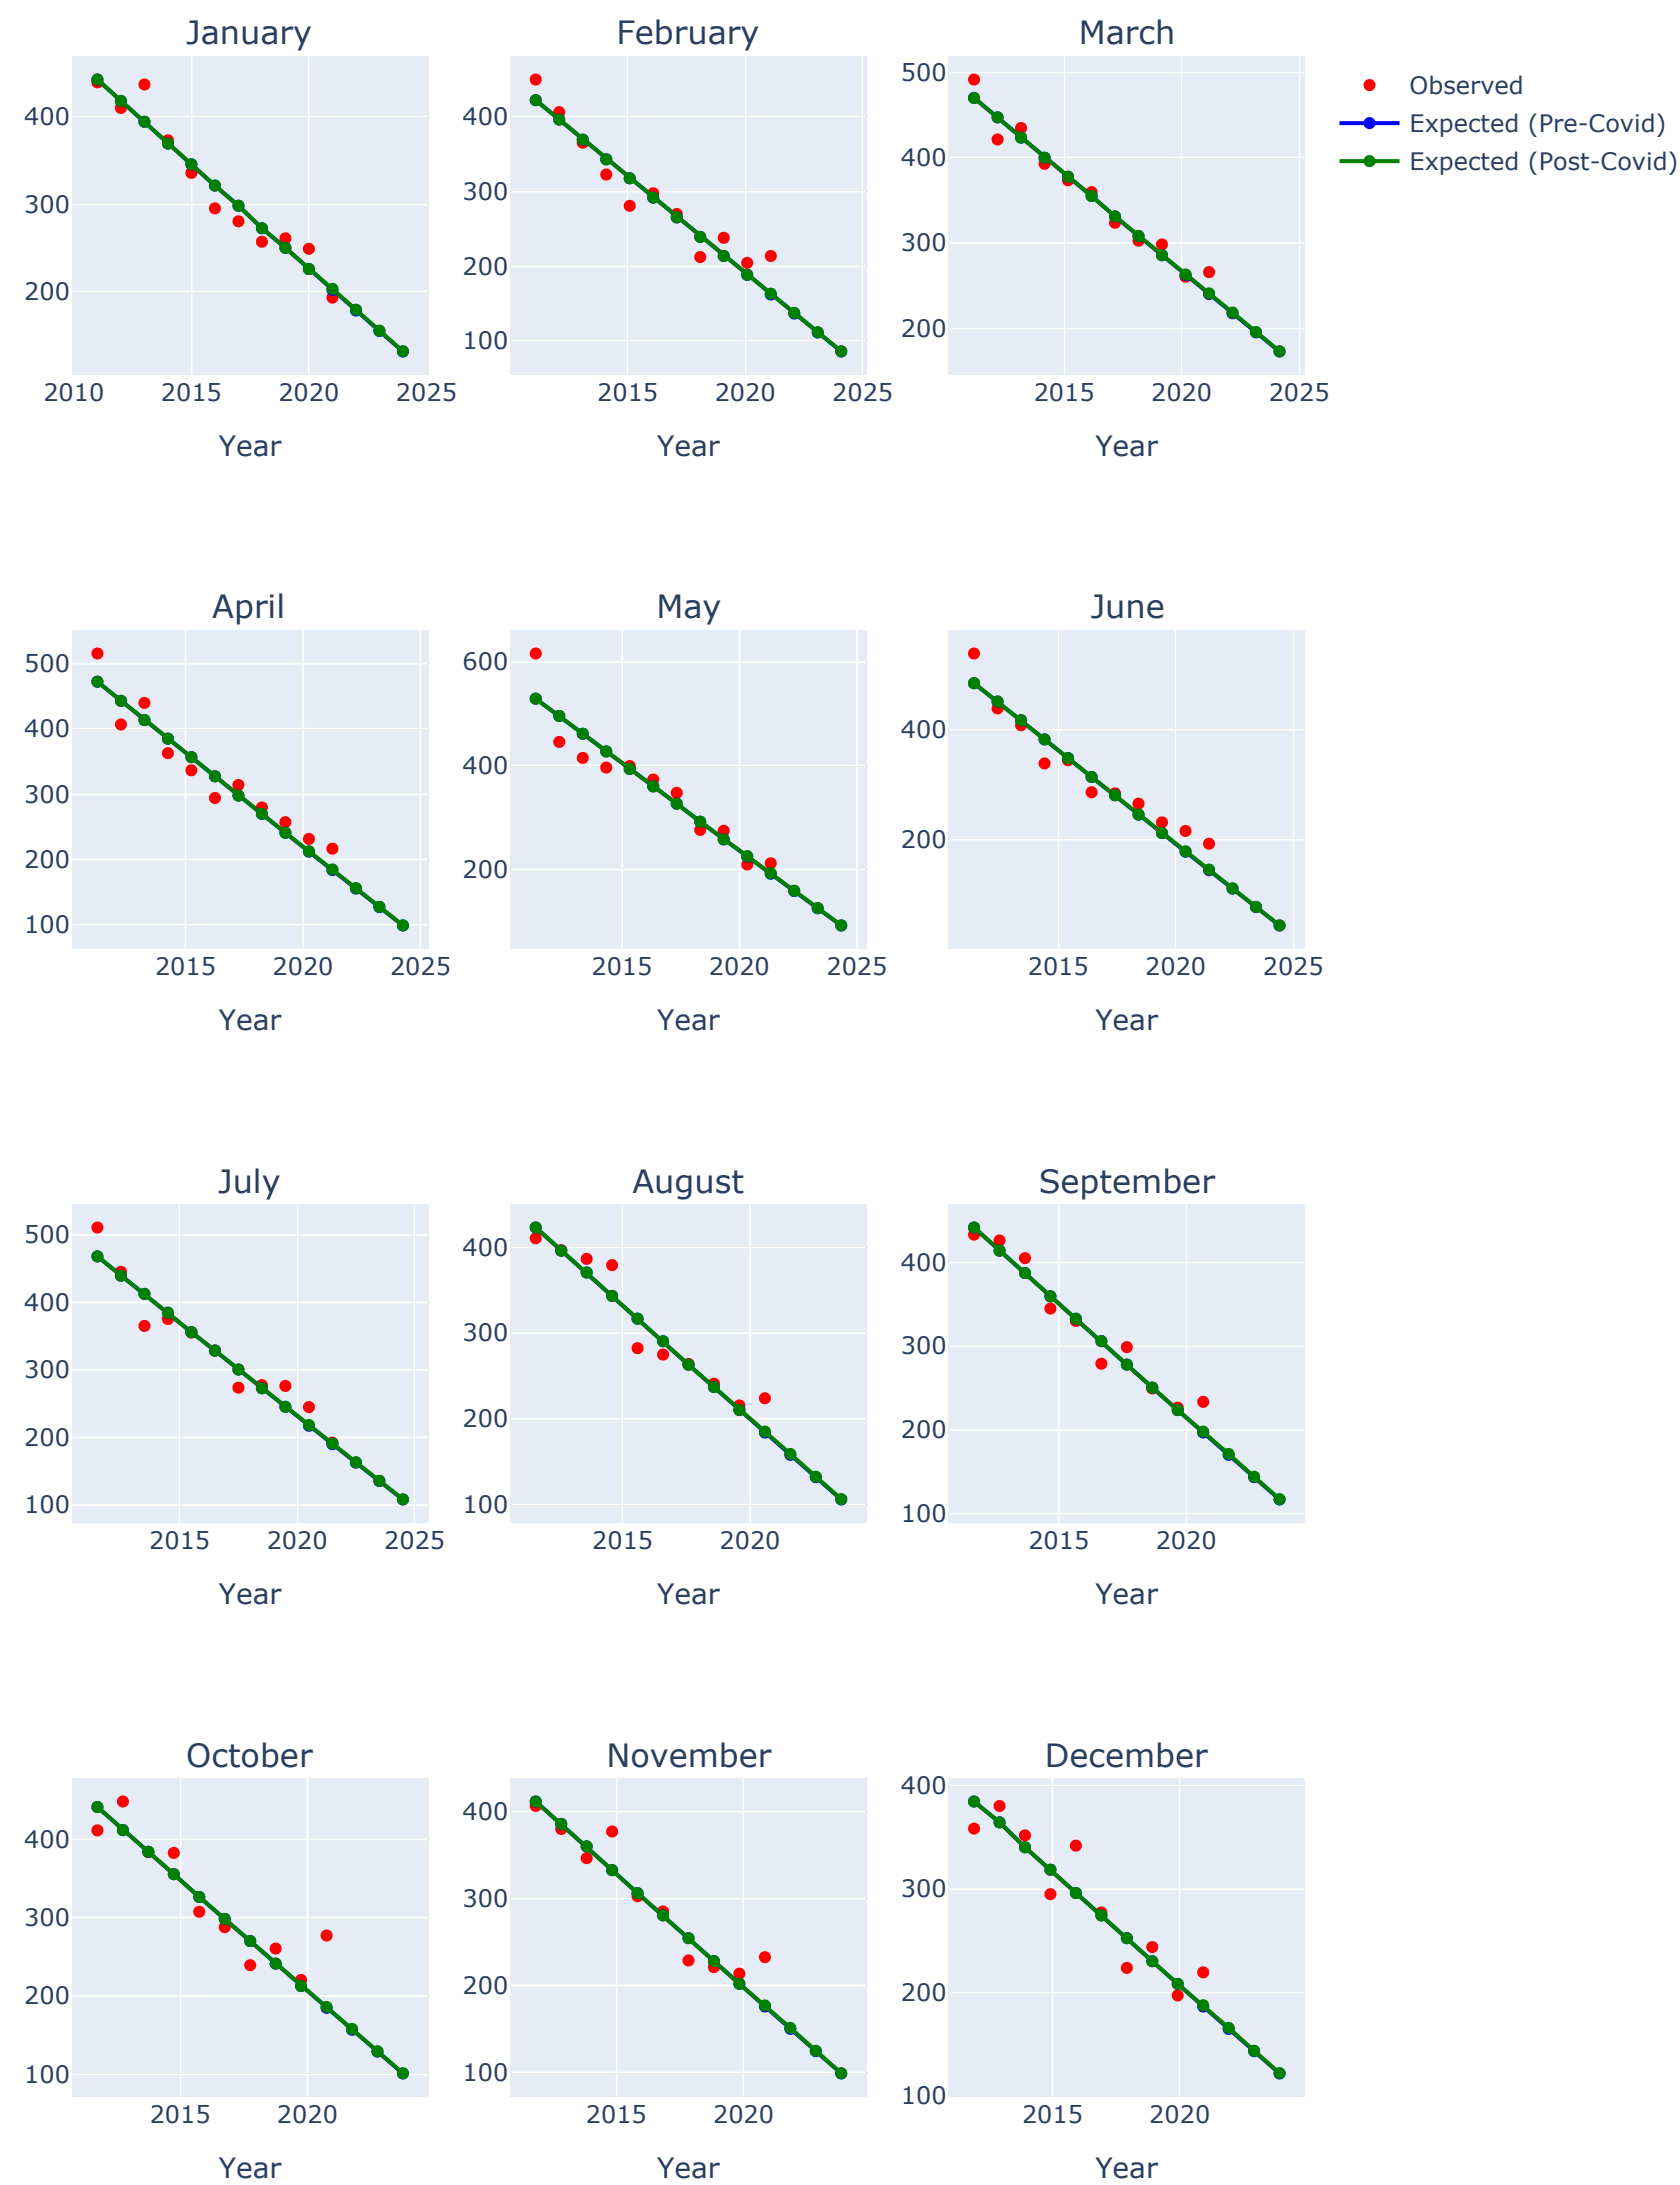 January
February
March
Observed
Expected (Pre-Covid)
Expected (Post-Covid)
400
300
200
2010 2015 2020 2025
Year
400
300
200
100
2015 2020 2025
Year
500
400
300
200
2015 2020 2025
Year
April
May
June
500
400
300
200
100
2015 2020 2025
Year
600
400
200
2015 2020 2025
Year
400
200
2015 2020 2025
Year
July
August
September
500
400
300
200
100
2015 2020 2025
Year
400
300
200
100
2015 2020
Year
400
300
200
100
2015 2020
Year
October
November
December
400
300
200
100
2015 2020
Year
400
300
200
100
2015 2020
Year
400
300
200
100
2015 2020
Year